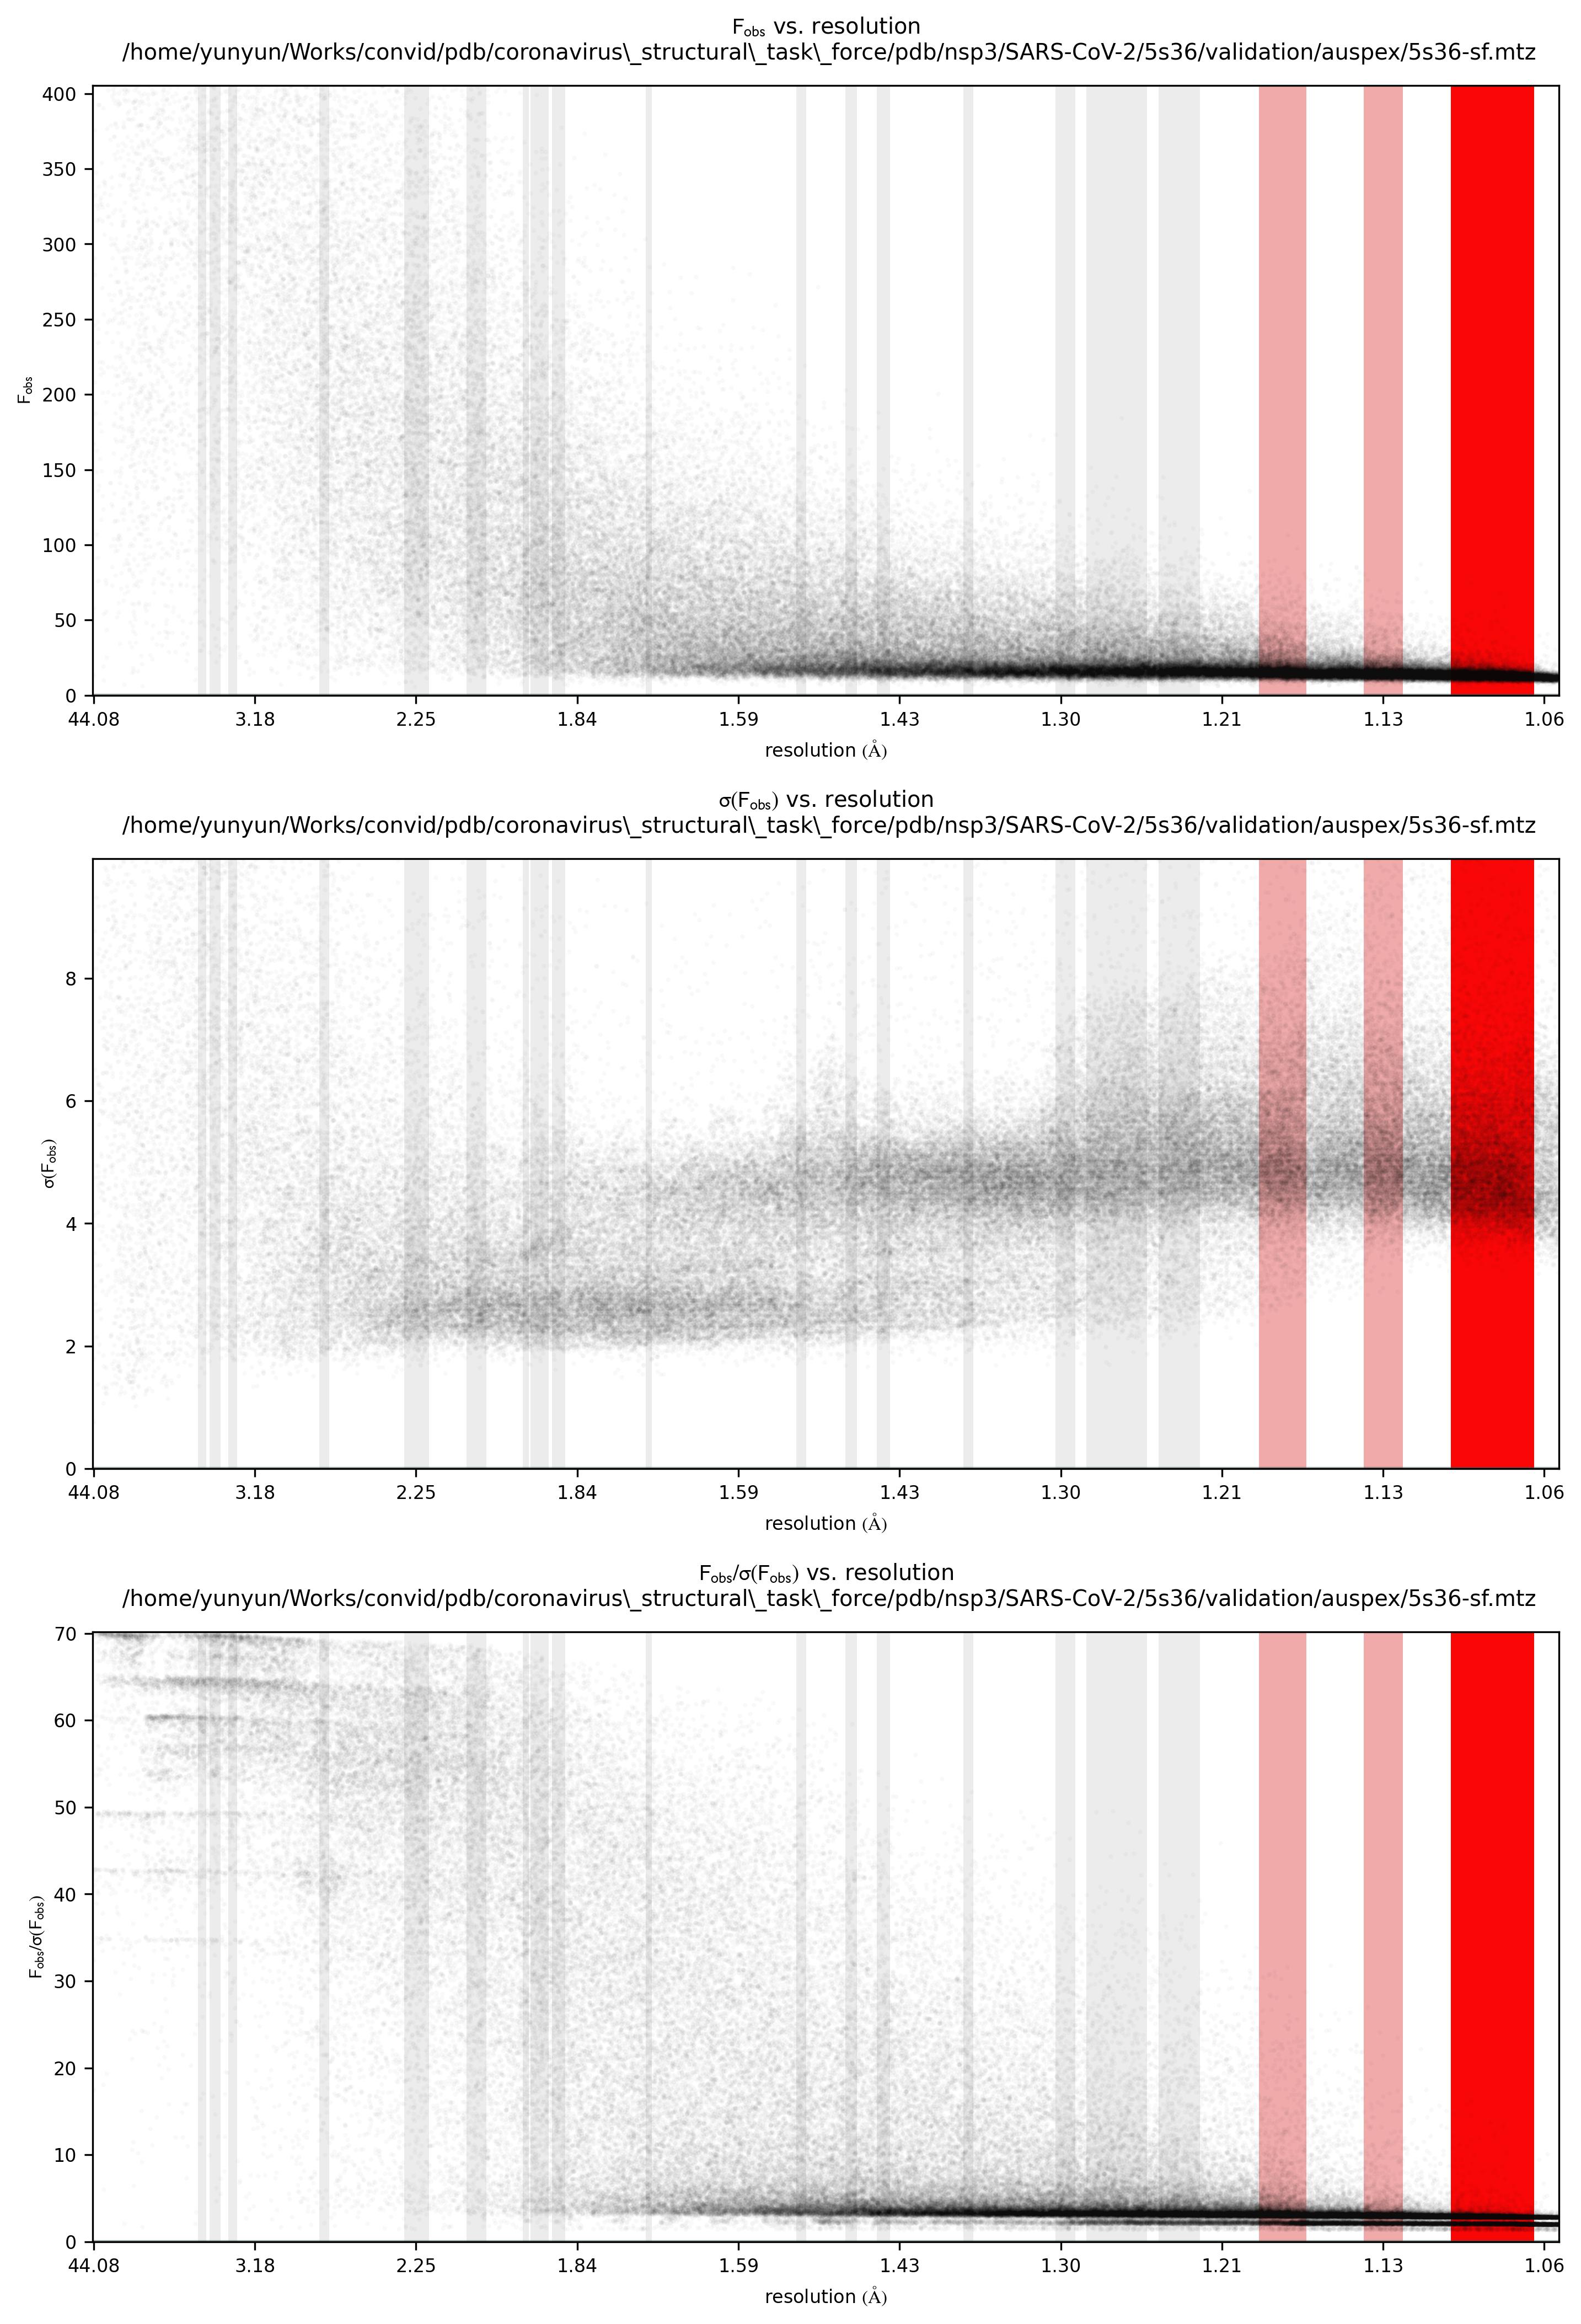 Fobs vs. resolution
/home/yunyun/Works/convid/pdb/coronavirus\_structural\_task\_force/pdb/nsp3/SARS-CoV-2/5s36/validation/auspex/5s36-sf.mtz
400
350
300
250
200
150
100
50
0
Fobs
44.08 3.18 2.25 1.84 1.59 1.43 1.30 1.21 1.13 1.06
resolution (Å)
σ(Fobs) vs. resolution
/home/yunyun/Works/convid/pdb/coronavirus\_structural\_task\_force/pdb/nsp3/SARS-CoV-2/5s36/validation/auspex/5s36-sf.mtz
8
6
4
2
0
σ(Fobs)
44.08 3.18 2.25 1.84 1.59 1.43 1.30 1.21 1.13 1.06
resolution (Å)
Fobs/σ(Fobs) vs. resolution
/home/yunyun/Works/convid/pdb/coronavirus\_structural\_task\_force/pdb/nsp3/SARS-CoV-2/5s36/validation/auspex/5s36-sf.mtz
70
60
50
40
30
20
10
0
Fobs/σ(Fobs)
44.08 3.18 2.25 1.84 1.59 1.43 1.30 1.21 1.13 1.06
resolution (Å)